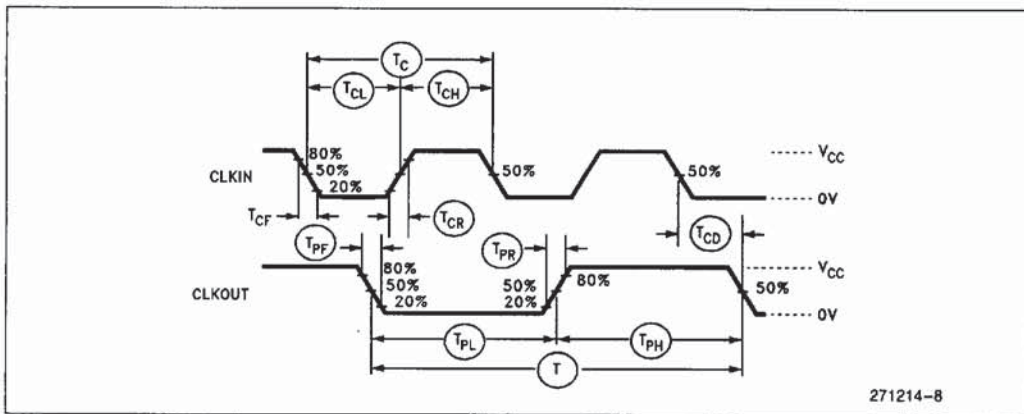 T_C
T_CL T_CH
80%
50%
20%
50%
50%
V_CC
0V
CLKIN
T_CF
T_CR
T_CD
T_PF
T_PR
80%
50%
20%
50%
20%
80%
50%
V_CC
0V
CLKOUT
T_PL T_PH
T
271214-8